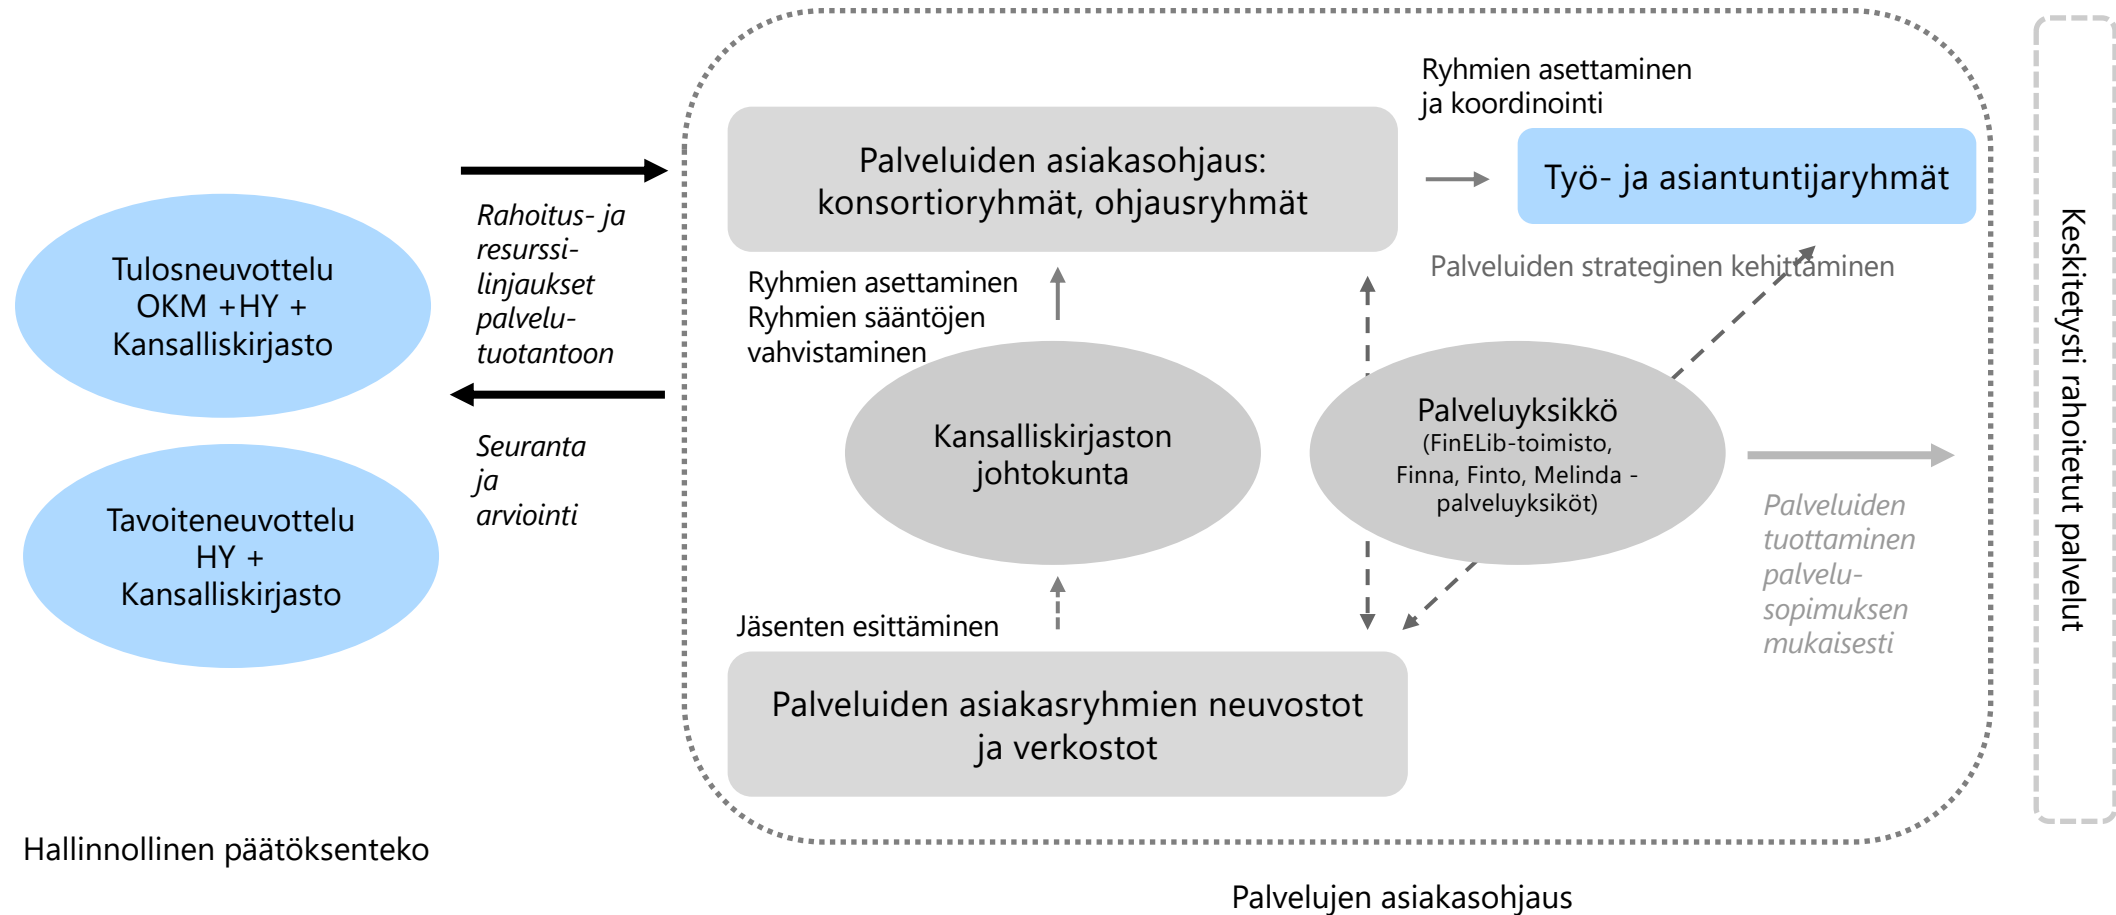 Tulosneuvottelu
OKM +HY +
Kansalliskirjasto
Tavoiteneuvottelu
HY +
Kansalliskirjasto
Hallinnollinen päätöksenteko
Rahoitus- ja
resurssi-
linjaukset
palvelu-
tuotantoon
Seuranta
ja
arviointi
Palveluiden asiakasohjaus:
konsortioryhmät, ohjausryhmät
Ryhmien asettaminen
ja koordinointi
Työ- ja asiantuntijaryhmät
Palveluiden strateginen kehittäminen
Ryhmien asettaminen
Ryhmien sääntöjen
vahvistaminen
Kansalliskirjaston
johtokunta
Palveluyksikkö
(FinELib-toimisto,
Finna, Finto, Melinda -
palveluyksiköt)
Palveluiden
tuottaminen
palvelu-
sopimuksen
mukaisesti
Jäsenten esittäminen
Palveluiden asiakasryhmien neuvostot
ja verkostot
Palvelujen asiakasohjaus
Keskitetysti rahoitetut palvelut